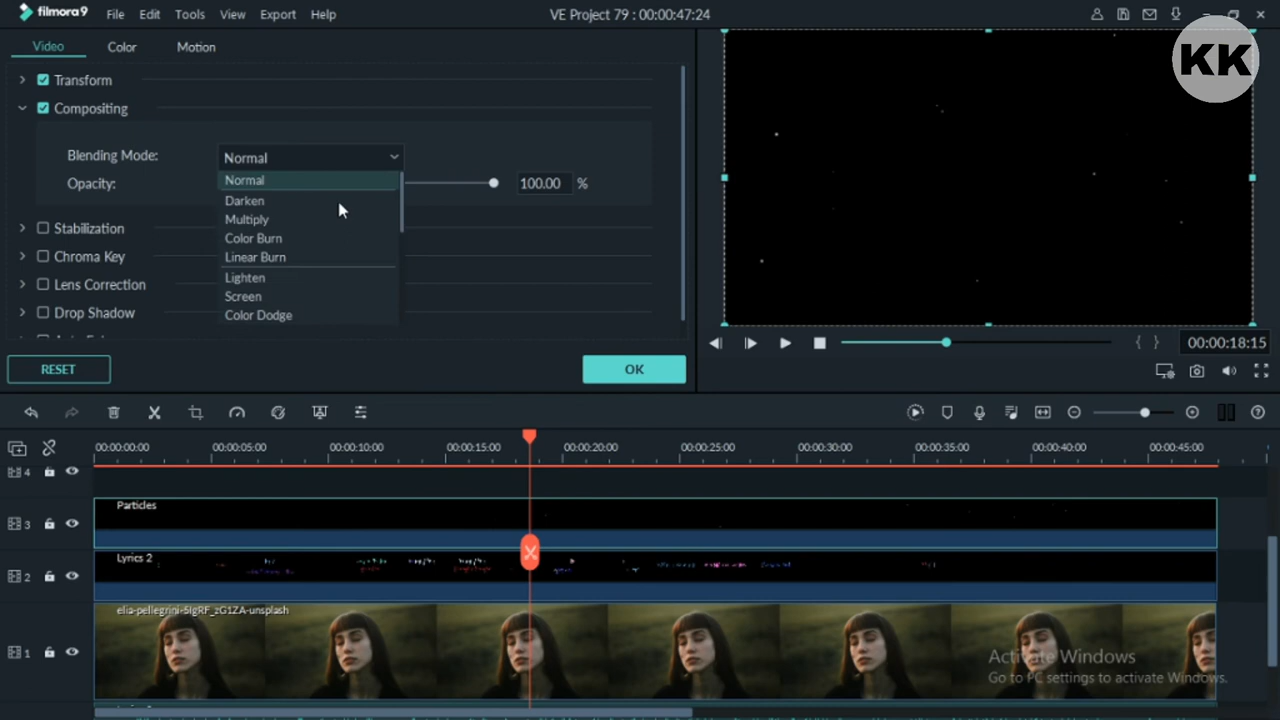 filmora9 File Edit Tools View Export Help VE Project 79 : 00:00:47:24
KK
Video Color Motion
Transform
Compositing
Blending Mode: Normal
Normal
Opacity: 100.00 %
Darken
Multiply
Stabilization
Color Burn
Chroma Key
Linear Burn
Lighten
Lens Correction
Screen
Drop Shadow
Color Dodge
00:00:18:15
RESET OK
00:00:00:00 00:00:05:00 00:00:10:00 00:00:15:00 00:00:20:00 00:00:25:00 00:00:30:00 00:00:35:00 00:00:40:00 00:00:45:00
4
Particles
3
Lyrics 2
2
elia-pellegrini-5IgRF_zG1ZA-unsplash
1
Activate Windows
Go to PC settings to activate Windows.